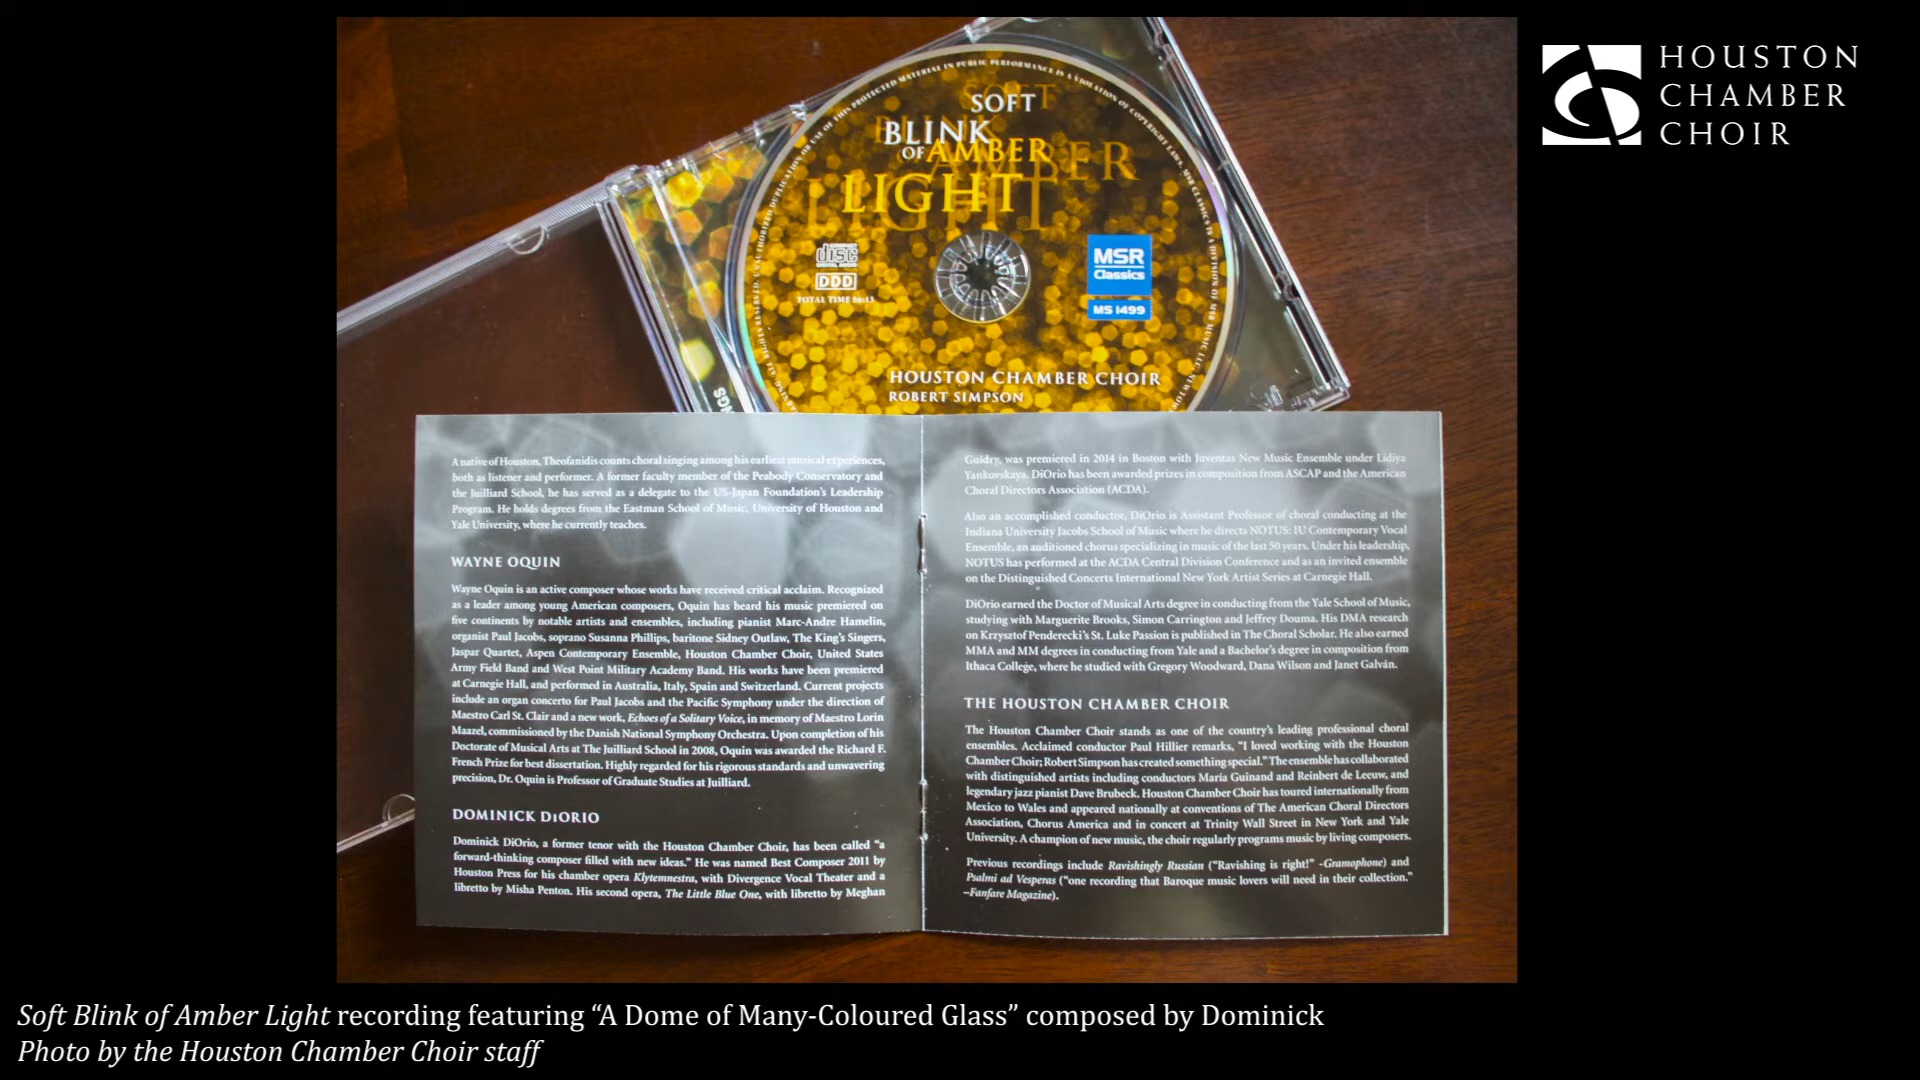 HOUSTON
CHAMBER
CHOIR
SOFT
BLINK
OF AMBER
LIGHT
COMPACT
disc
DIGITAL AUDIO
DDD
TOTAL TIME 56:13
MSR
Classics
MS 1499
HOUSTON CHAMBER CHOIR
ROBERT SIMPSON
NGS
A native of Houston, Theofanidis counts choral singing among his earliest musical experiences,
both as listener and performer. A former faculty member of the Peabody Conservatory and
the Juilliard School, he has served as a delegate to the US-Japan Foundation's Leadership
Program. He holds degrees from the Eastman School of Music, University of Houston and
Yale University, where he currently teaches.
WAYNE OQUIN
Wayne Oquin is an active composer whose works have received critical acclaim. Recognized
as a leader among young American composers, Oquin has heard his music premiered on
five continents by notable artists and ensembles, including pianist Marc-Andre Hamelin,
organist Paul Jacobs, soprano Susanna Phillips, baritone Sidney Outlaw, The King's Singers,
Jaspar Quartet, Aspen Contemporary Ensemble, Houston Chamber Choir, United States
Army Field Band and West Point Military Academy Band. His works have been premiered
at Carnegie Hall, and performed in Australia, Italy, Spain and Switzerland. Current projects
include an organ concerto for Paul Jacobs and the Pacific Symphony under the direction of
Maestro Carl St. Clair and a new work, Echoes of a Solitary Voice, in memory of Maestro Lorin
Maazel, commissioned by the Danish National Symphony Orchestra. Upon completion of his
Doctorate of Musical Arts at The Juilliard School in 2008, Oquin was awarded the Richard F.
French Prize for best dissertation. Highly regarded for his rigorous standards and unwavering
precision, Dr. Oquin is Professor of Graduate Studies at Juilliard.
DOMINICK DiORIO
Dominick DiOrio, a former tenor with the Houston Chamber Choir, has been called "a
forward-thinking composer filled with new ideas." He was named Best Composer 2011 by
Houston Press for his chamber opera Klytemnestra, with Divergence Vocal Theater and a
libretto by Misha Penton. His second opera, The Little Blue One, with libretto by Meghan
Guidry, was premiered in 2014 in Boston with Juventas New Music Ensemble under Lidiya
Yankovskaya. DiOrio has been awarded prizes in composition from ASCAP and the American
Choral Directors Association (ACDA).
Also an accomplished conductor, DiOrio is Assistant Professor of choral conducting at the
Indiana University Jacobs School of Music where he directs NOTUS: IU Contemporary Vocal
Ensemble, an auditioned chorus specializing in music of the last 50 years. Under his leadership,
NOTUS has performed at the ACDA Central Division Conference and as an invited ensemble
on the Distinguished Concerts International New York Artist Series at Carnegie Hall.
DiOrio earned the Doctor of Musical Arts degree in conducting from the Yale School of Music,
studying with Marguerite Brooks, Simon Carrington and Jeffrey Douma. His DMA research
on Krzysztof Penderecki's St. Luke Passion is published in The Choral Scholar. He also earned
MMA and MM degrees in conducting from Yale and a Bachelor's degree in composition from
Ithaca College, where he studied with Gregory Woodward, Dana Wilson and Janet Galván.
THE HOUSTON CHAMBER CHOIR
The Houston Chamber Choir stands as one of the country's leading professional choral
ensembles. Acclaimed conductor Paul Hillier remarks, "I loved working with the Houston
Chamber Choir; Robert Simpson has created something special." The ensemble has collaborated
with distinguished artists including conductors María Guinand and Reinbert de Leeuw, and
legendary jazz pianist Dave Brubeck. Houston Chamber Choir has toured internationally from
Mexico to Wales and appeared nationally at conventions of The American Choral Directors
Association, Chorus America and in concert at Trinity Wall Street in New York and Yale
University. A champion of new music, the choir regularly programs music by living composers.
Previous recordings include Ravishingly Russian ("Ravishing is right!" -Gramophone) and
Psalmi ad Vesperas ("one recording that Baroque music lovers will need in their collection."
–Fanfare Magazine).
Soft Blink of Amber Light recording featuring “A Dome of Many-Coloured Glass” composed by Dominick
Photo by the Houston Chamber Choir staff